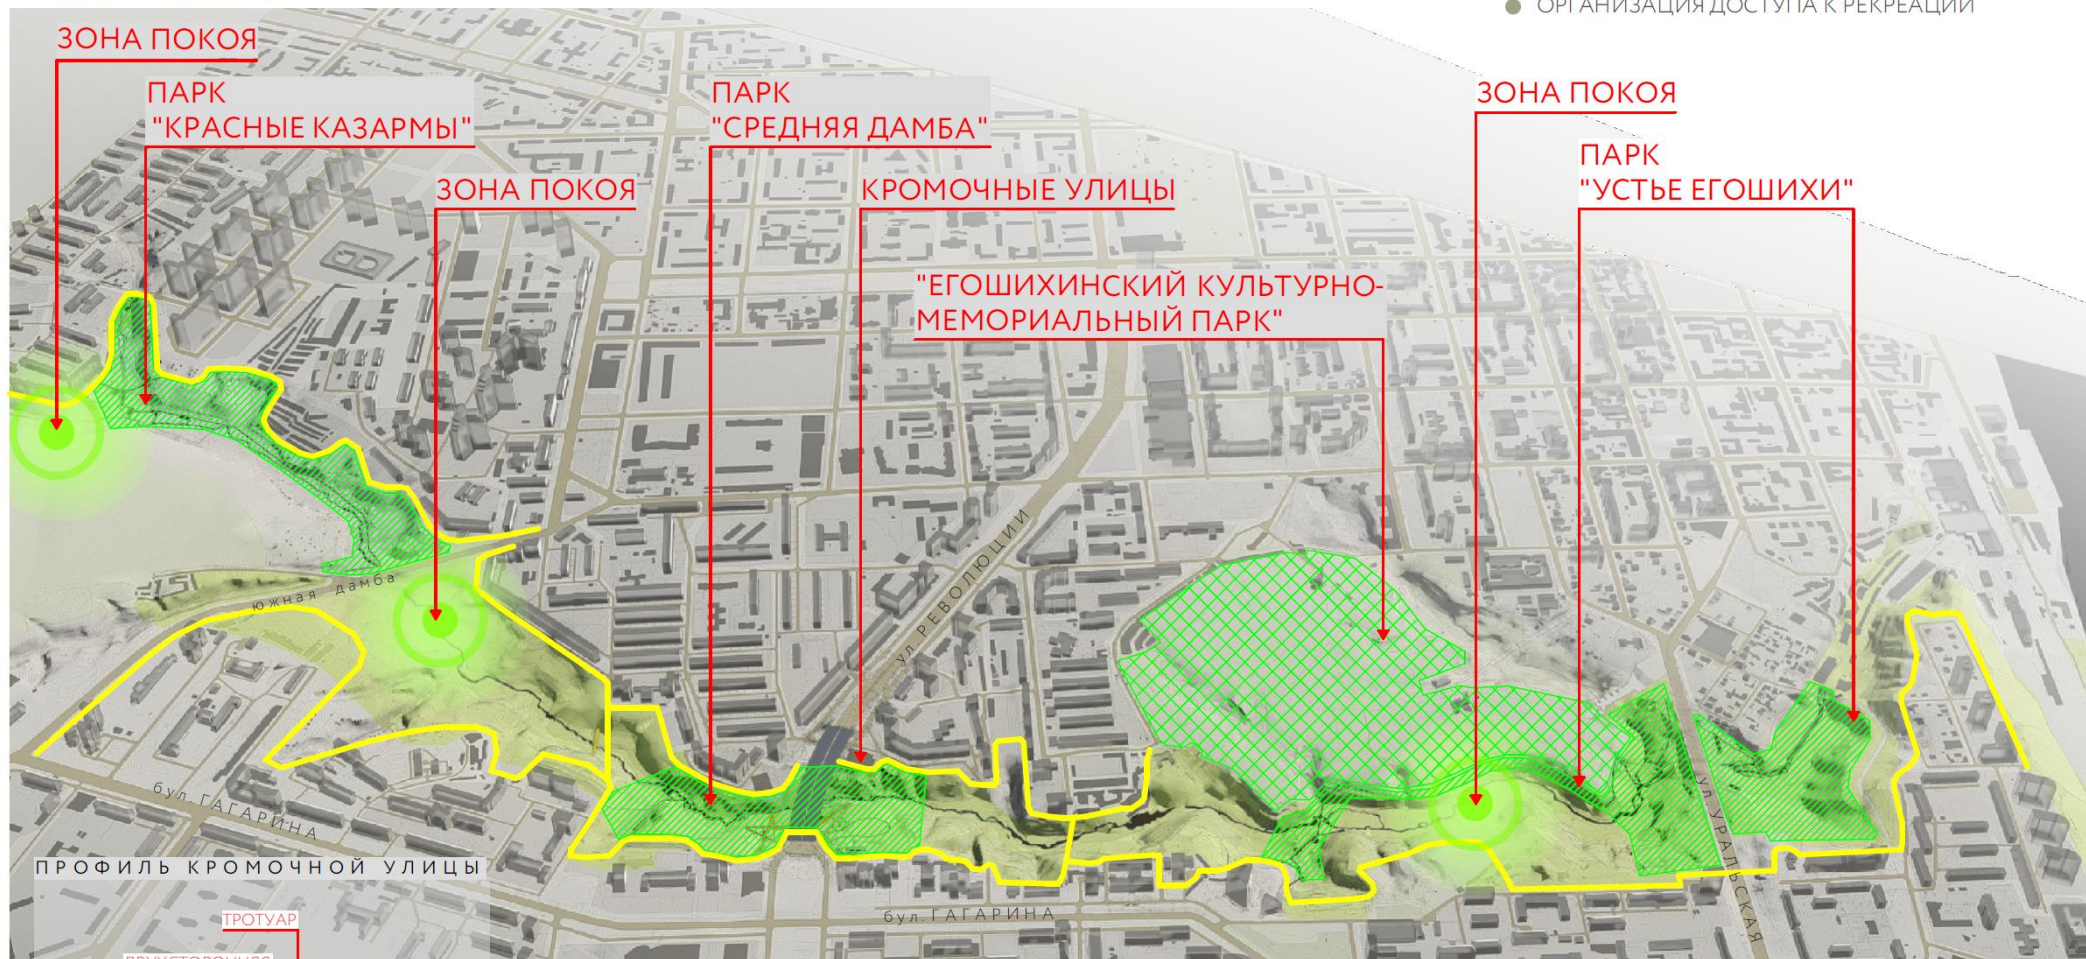 ОРГАНИЗАЦИЯ ДОСТУПА К РЕКРЕАЦИИ
ЗОНА ПОКОЯ
ПАРК
"КРАСНЫЕ КАЗАРМЫ"
ПАРК
"СРЕДНЯЯ ДАМБА"
ЗОНА ПОКОЯ
ПАРК
"УСТЬЕ ЕГОШИХИ"
ЗОНА ПОКОЯ
КРОМОЧНЫЕ УЛИЦЫ
"ЕГОШИХИНСКИЙ КУЛЬТУРНО-
МЕМОРИАЛЬНЫЙ ПАРК"
ул. РЕВОЛЮЦИИ
южная дамба
бул. ГАГАРИНА
ул. УРАЛЬСКАЯ
бул. ГАГАРИНА
ПРОФИЛЬ КРОМОЧНОЙ УЛИЦЫ
ТРОТУАР
ДВУХСТОРОННЯЯ